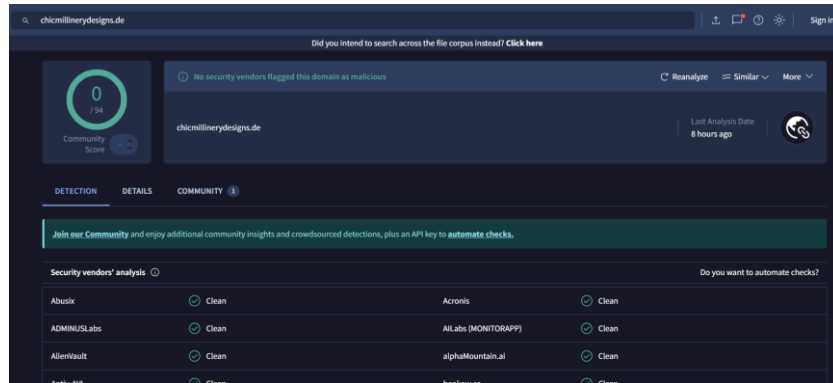 chicmillinerydesigns.de
Sign in
Did you intend to search across the file corpus instead? Click here
0
/ 94
Community
Score
No security vendors flagged this domain as malicious
Reanalyze
Similar
More
chicmillinerydesigns.de
Last Analysis Date
8 hours ago
DETECTION
DETAILS
COMMUNITY 1
Join our Community and enjoy additional community insights and crowdsourced detections, plus an API key to automate checks.
Security vendors' analysis
Do you want to automate checks?
Abusix Clean Acronis Clean
ADMINUSLabs Clean AILabs (MONITORAPP) Clean
AlienVault Clean alphaMountain.ai Clean
Clean Clean